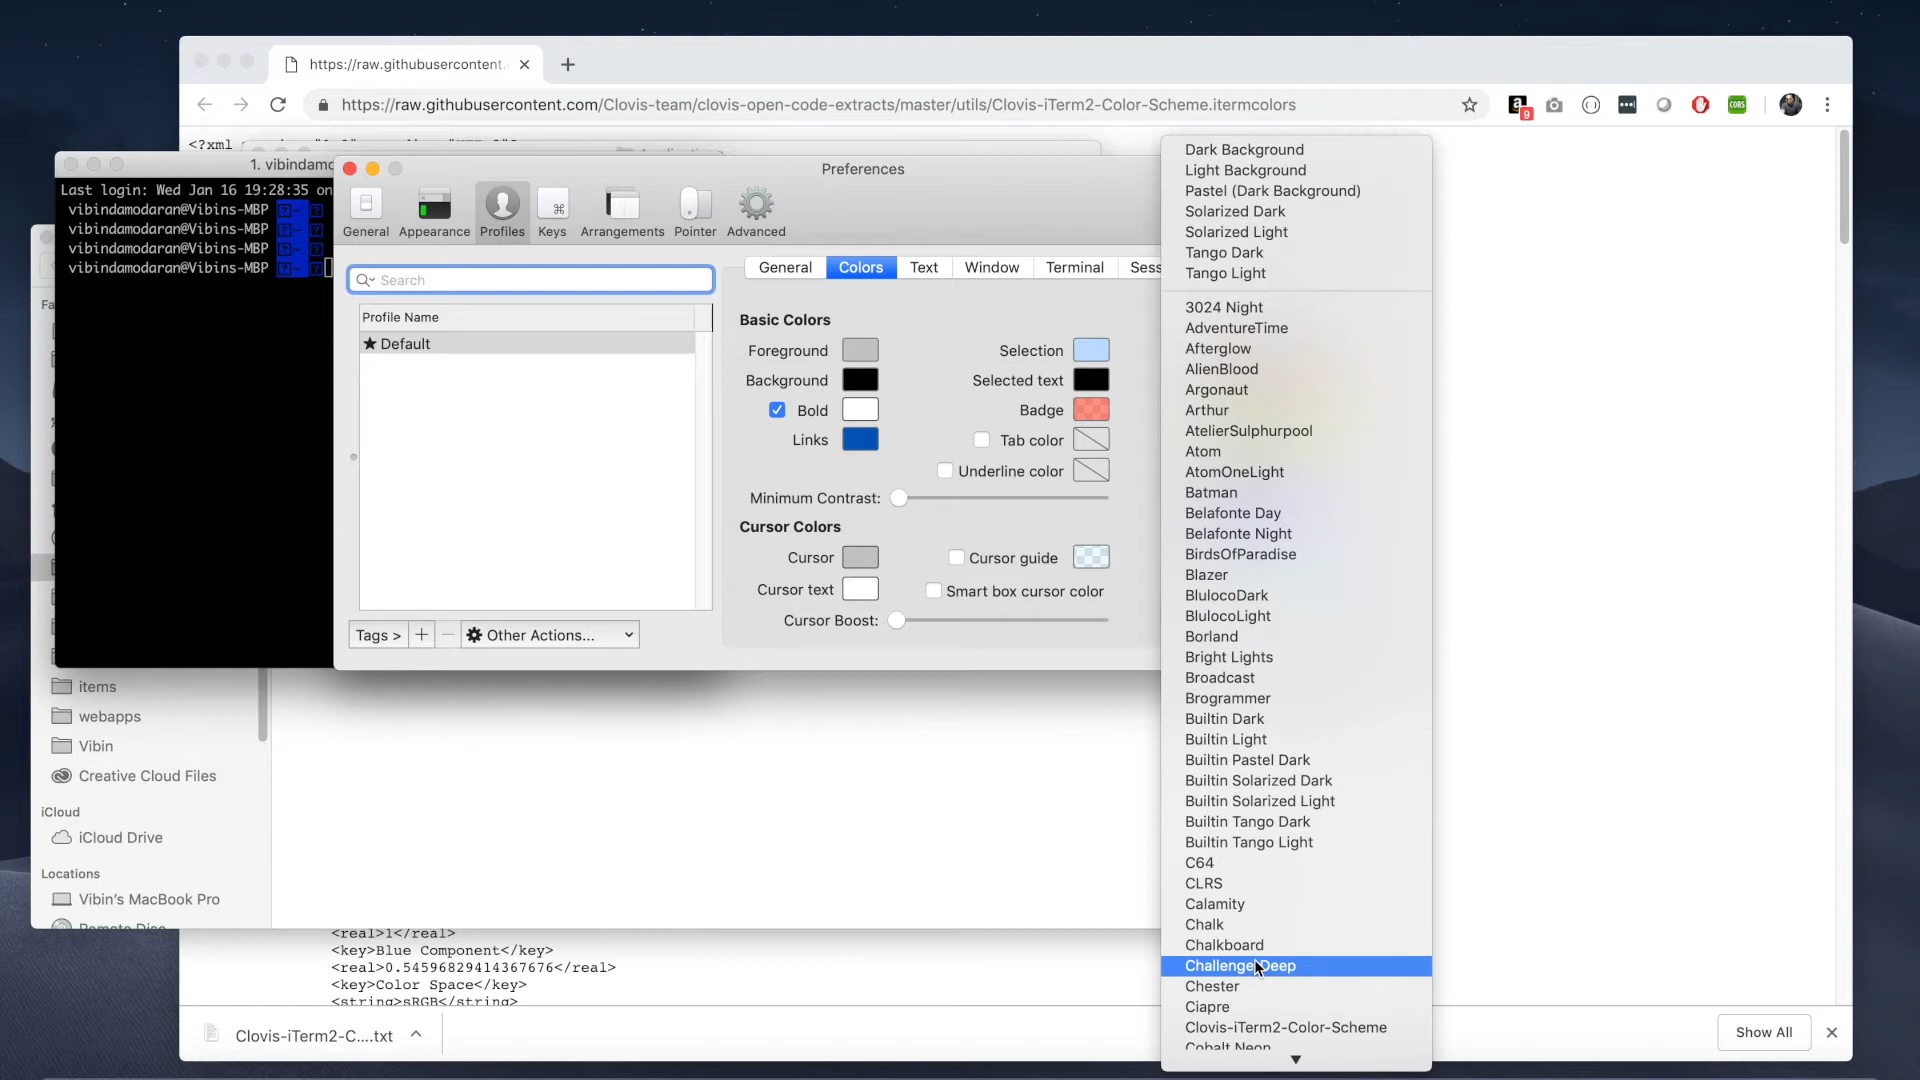 https://raw.githubusercontent.
https://raw.githubusercontent.com/Clovis-team/clovis-open-code-extracts/master/utils/Clovis-iTerm2-Color-Scheme.itermcolors
a
9
CORS
<?xml
1. vibindamo
Last login: Wed Jan 16 19:28:35 on
vibindamodaran@Vibins-MBP ? ~ ?
vibindamodaran@Vibins-MBP ? ~ ?
vibindamodaran@Vibins-MBP ? ~ ?
vibindamodaran@Vibins-MBP ? ~ ?
Preferences
General
Appearance
Profiles
Keys
Arrangements
Pointer
Advanced
Search
Profile Name
★ Default
Tags >
+
−
Other Actions...
General
Colors
Text
Window
Terminal
Sess
Basic Colors
Foreground
Selection
Background
Selected text
Bold
Badge
Links
Tab color
Underline color
Minimum Contrast:
Cursor Colors
Cursor
Cursor guide
Cursor text
Smart box cursor color
Cursor Boost:
Dark Background
Light Background
Pastel (Dark Background)
Solarized Dark
Solarized Light
Tango Dark
Tango Light
3024 Night
AdventureTime
Afterglow
AlienBlood
Argonaut
Arthur
AtelierSulphurpool
Atom
AtomOneLight
Batman
Belafonte Day
Belafonte Night
BirdsOfParadise
Blazer
BlulocoDark
BlulocoLight
Borland
Bright Lights
Broadcast
Brogrammer
Builtin Dark
Builtin Light
Builtin Pastel Dark
Builtin Solarized Dark
Builtin Solarized Light
Builtin Tango Dark
Builtin Tango Light
C64
CLRS
Calamity
Chalk
Chalkboard
Challenge Deep
Chester
Ciapre
Clovis-iTerm2-Color-Scheme
Cobalt Neon
Fa
items
webapps
Vibin
Creative Cloud Files
iCloud
iCloud Drive
Locations
Vibin's MacBook Pro
Remote Disc
<real>1</real>
<key>Blue Component</key>
<real>0.54596829414367676</real>
<key>Color Space</key>
<string>sRGB</string>
Clovis-iTerm2-C....txt
Show All